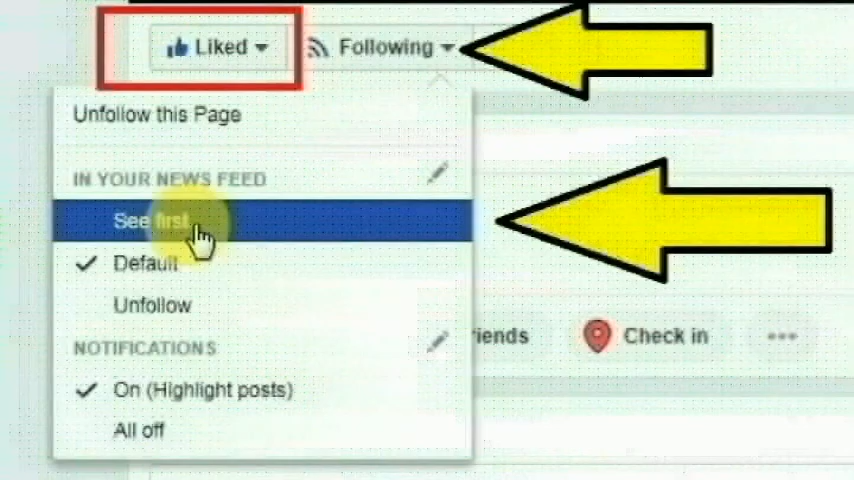 Liked Following
Unfollow this Page
IN YOUR NEWS FEED
See first
Default
Unfollow
riends Check in
NOTIFICATIONS
On (Highlight posts)
All off